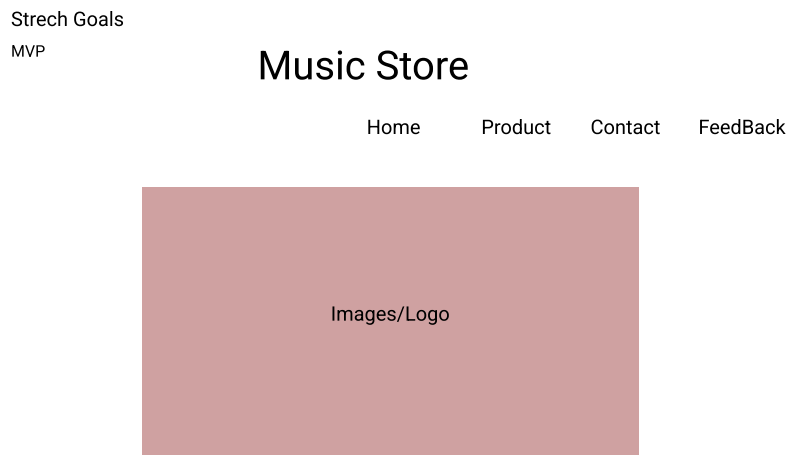 Strech Goals
MVP
Music Store
Home Product Contact FeedBack
Images/Logo